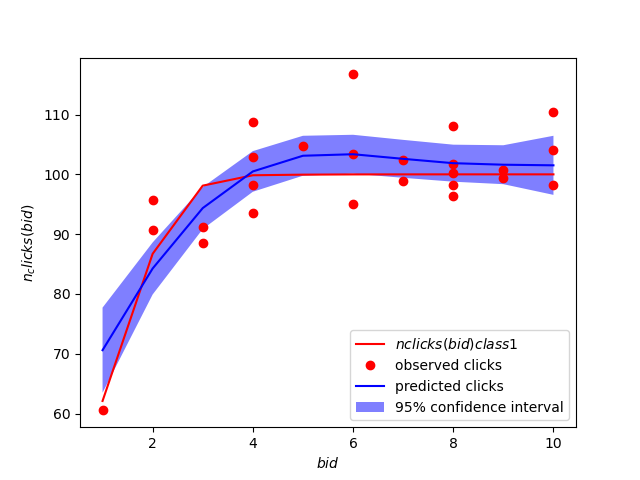 110
100
90
80
70
60
2
4
6
8
10
n_clicks(bid)
bid
nclicks(bid)class1
observed clicks
predicted clicks
95% confidence interval